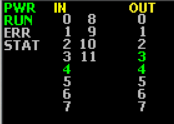 PWR IN OUT
RUN 0 8 0
ERR 1 9 1
STAT 2 10 2
3 11 3
4 4
5 5
6 6
7 7